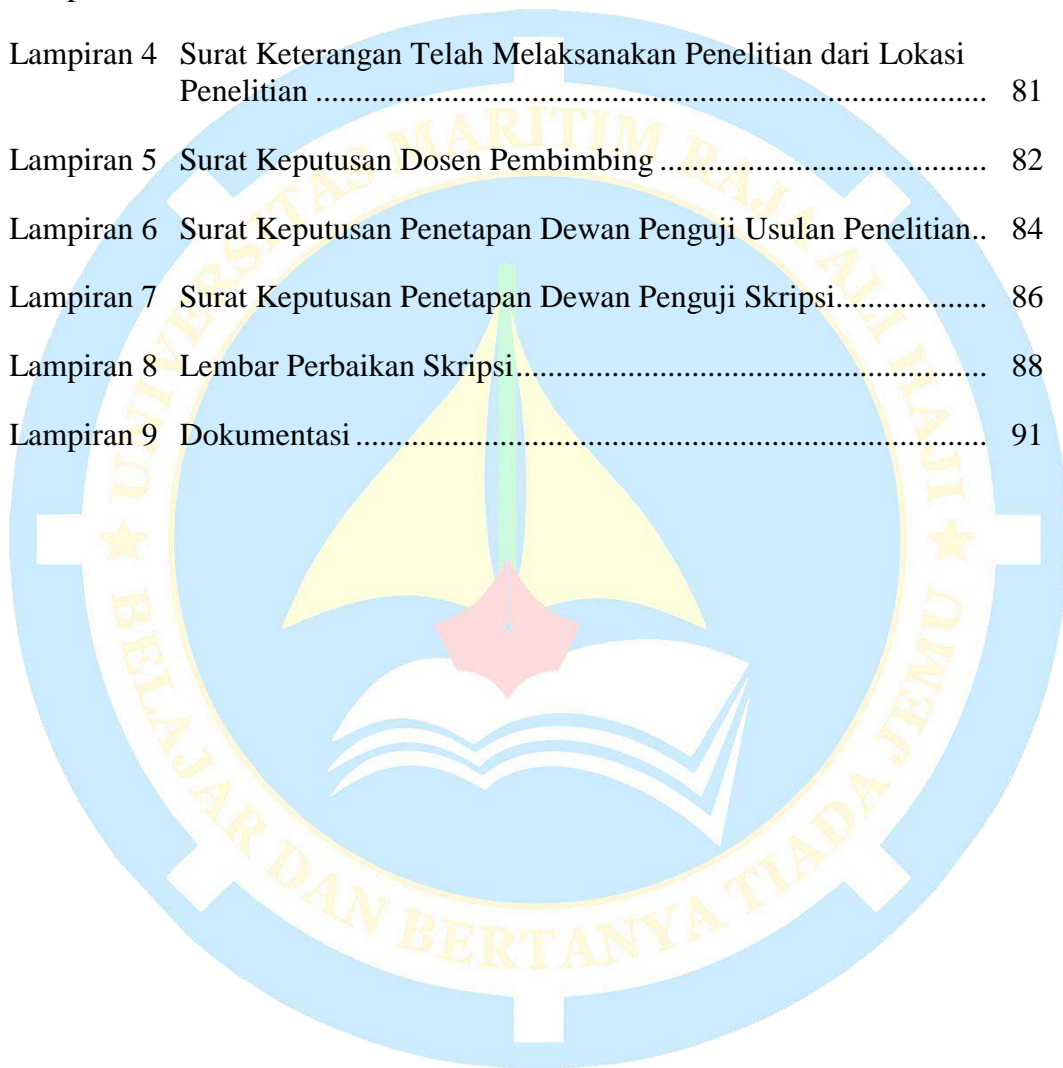 Lampiran 4 Surat Keterangan Telah Melaksanakan Penelitian dari Lokasi
Penelitian .................................................................................... 81
Lampiran 5 Surat Keputusan Dosen Pembimbing ......................................... 82
Lampiran 6 Surat Keputusan Penetapan Dewan Penguji Usulan Penelitian.. 84
Lampiran 7 Surat Keputusan Penetapan Dewan Penguji Skripsi................... 86
Lampiran 8 Lembar Perbaikan Skripsi........................................................... 88
Lampiran 9 Dokumentasi ............................................................................... 91
UNIVERSITAS MARITIM RAJA ALI HAJI
BELAJAR DAN BERTANYA TIADA JEMU